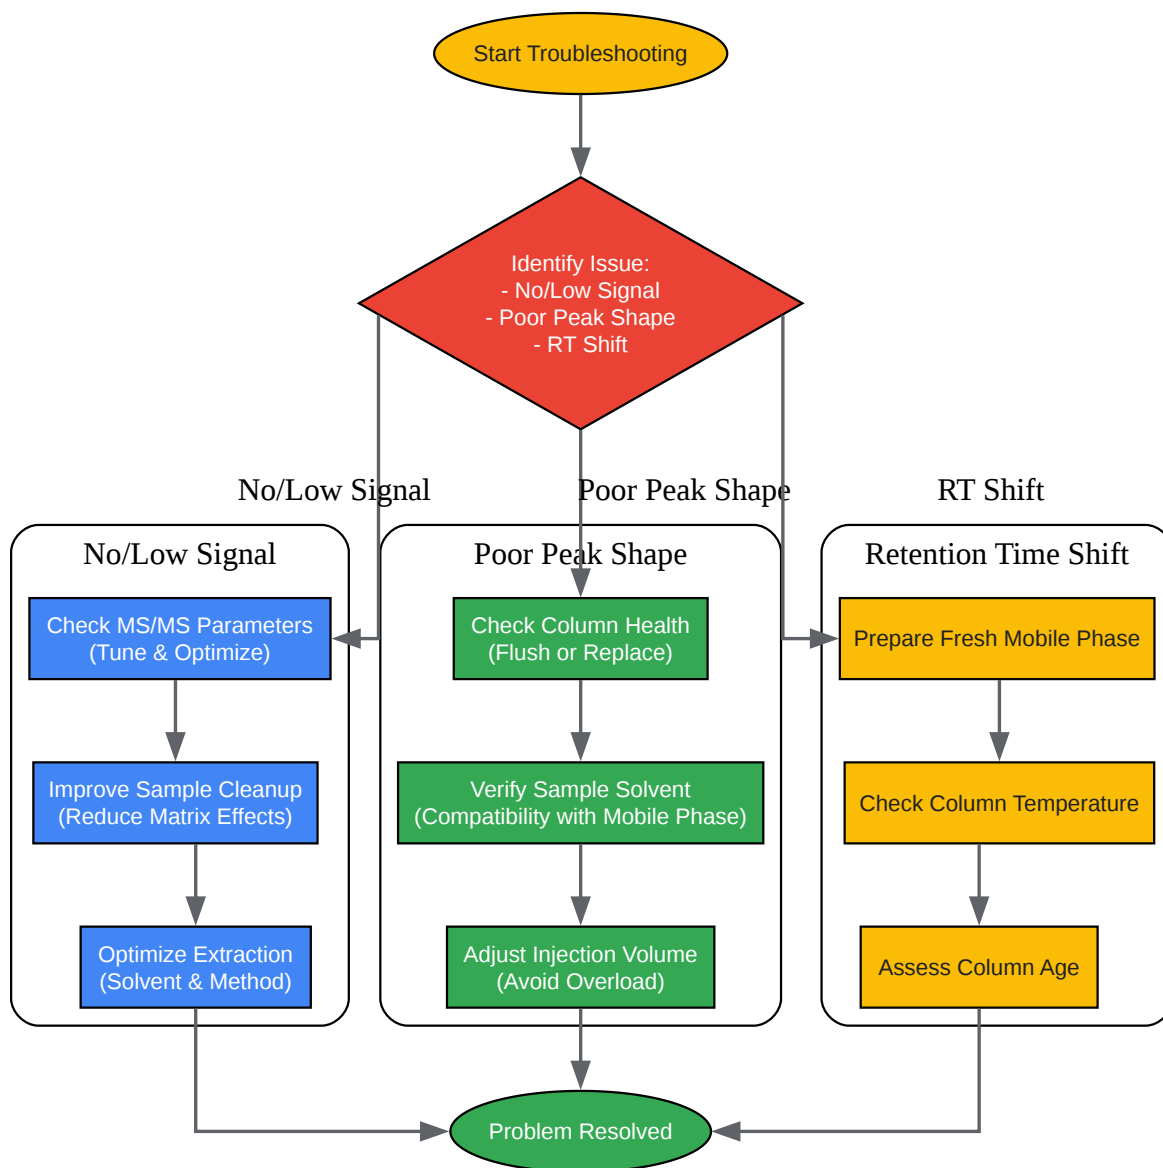 Start Troubleshooting
Identify Issue:
- No/Low Signal
- Poor Peak Shape
- RT Shift
No/Low Signal
Poor Peak Shape
RT Shift
No/Low Signal
Check MS/MS Parameters
(Tune & Optimize)
Improve Sample Cleanup
(Reduce Matrix Effects)
Optimize Extraction
(Solvent & Method)
Poor Peak Shape
Check Column Health
(Flush or Replace)
Verify Sample Solvent
(Compatibility with Mobile Phase)
Adjust Injection Volume
(Avoid Overload)
Retention Time Shift
Prepare Fresh Mobile Phase
Check Column Temperature
Assess Column Age
Problem Resolved